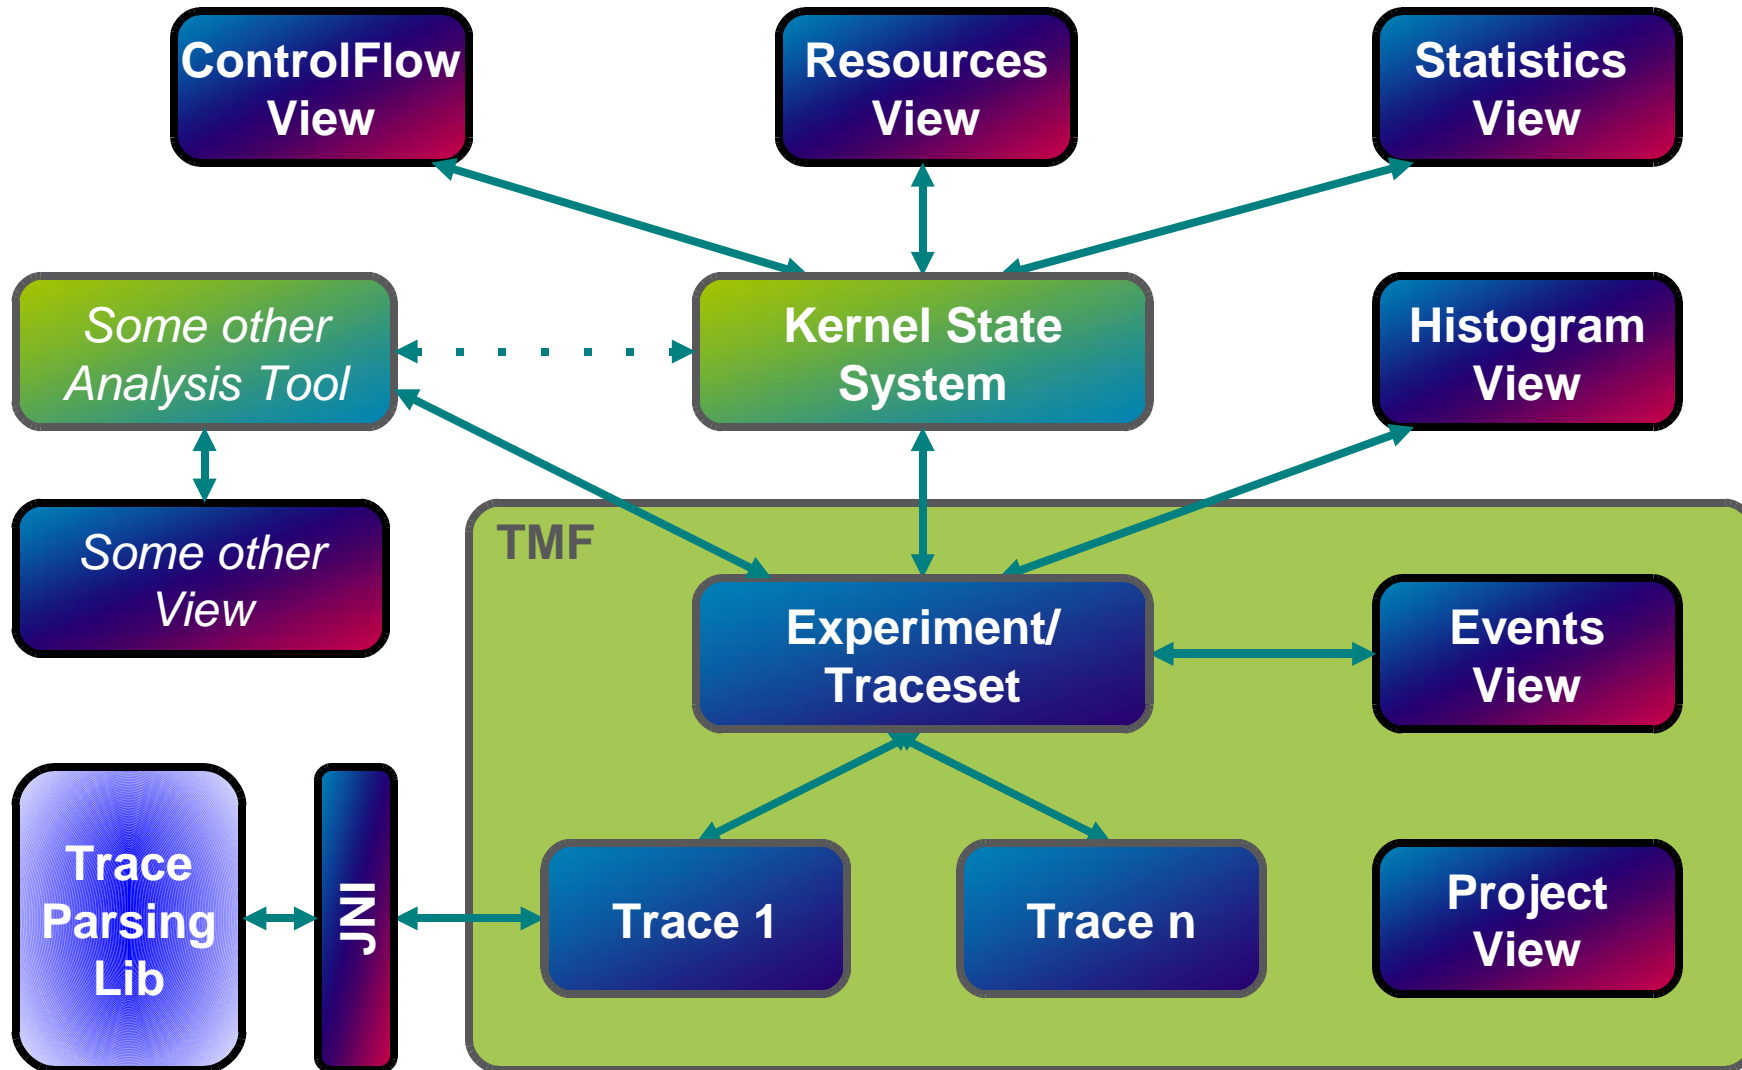 ControlFlow
View
Resources
View
Statistics
View
Some other
Analysis Tool
Kernel State
System
Histogram
View
Some other
View
TMF
Experiment/
Traceset
Events
View
Trace
Parsing
Lib
JNI
Trace 1
Trace n
Project
View